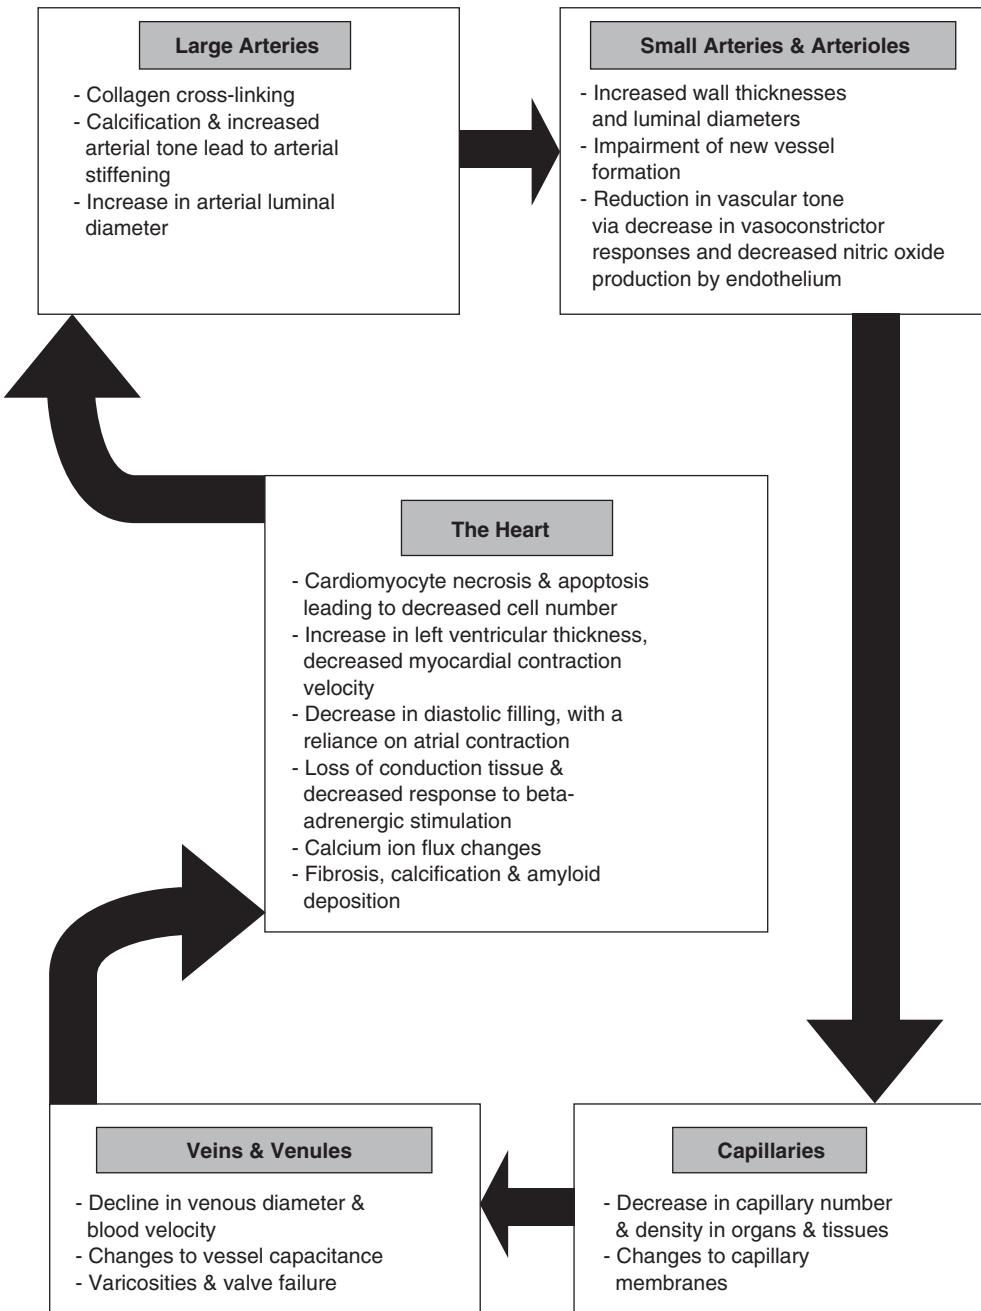 Large Arteries
- Collagen cross-linking
- Calcification & increased
arterial tone lead to arterial
stiffening
- Increase in arterial luminal
diameter
Small Arteries & Arterioles
- Increased wall thicknesses
and luminal diameters
- Impairment of new vessel
formation
- Reduction in vascular tone
via decrease in vasoconstrictor
responses and decreased nitric oxide
production by endothelium
The Heart
- Cardiomyocyte necrosis & apoptosis
leading to decreased cell number
- Increase in left ventricular thickness,
decreased myocardial contraction
velocity
- Decrease in diastolic filling, with a
reliance on atrial contraction
- Loss of conduction tissue &
decreased response to beta-
adrenergic stimulation
- Calcium ion flux changes
- Fibrosis, calcification & amyloid
deposition
Veins & Venules
- Decline in venous diameter &
blood velocity
- Changes to vessel capacitance
- Varicosities & valve failure
Capillaries
- Decrease in capillary number
& density in organs & tissues
- Changes to capillary
membranes